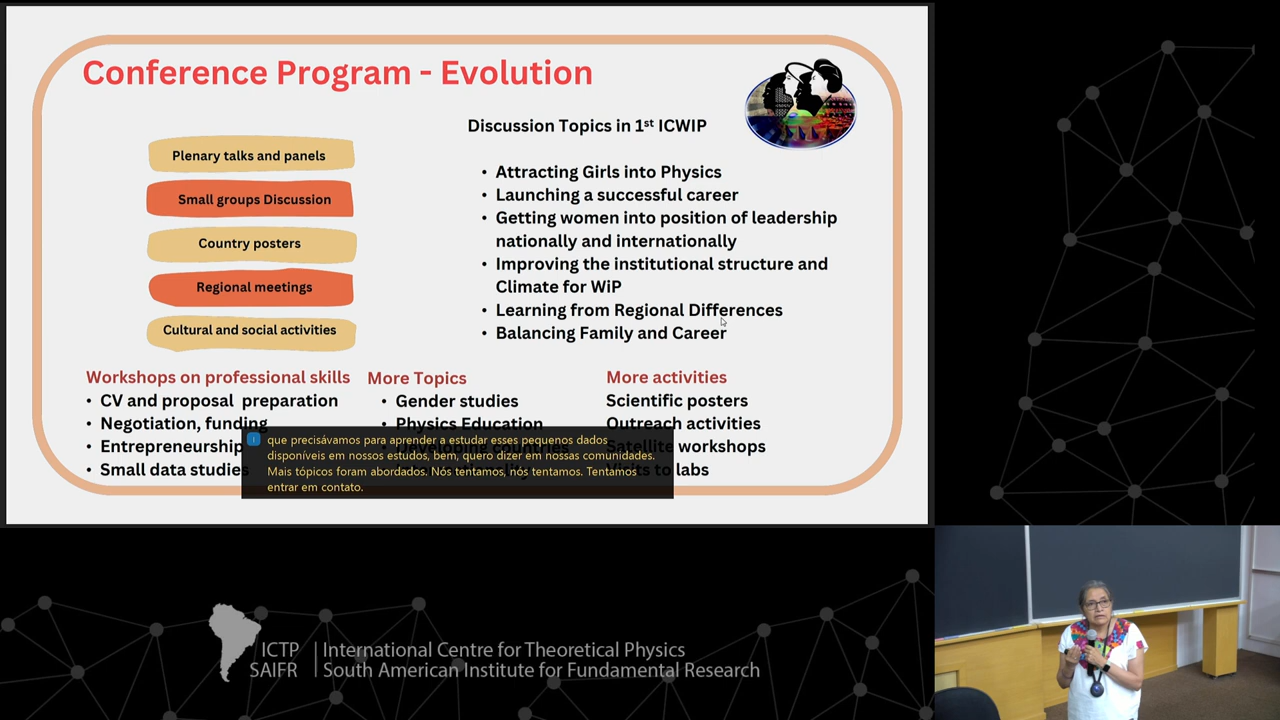 Conference Program - Evolution
Plenary talks and panels
Small groups Discussion
Country posters
Regional meetings
Cultural and social activities
Discussion Topics in 1st ICWIP
• Attracting Girls into Physics
• Launching a successful career
• Getting women into position of leadership
nationally and internationally
• Improving the institutional structure and
Climate for WiP
• Learning from Regional Differences
• Balancing Family and Career
Workshops on professional skills
• CV and proposal preparation
• Negotiation, funding
• Entrepreneurship
• Small data studies
More Topics
• Gender studies
• Physics Education
Developing countries
More activities
Scientific posters
Outreach activities
Satellite workshops
Visits to labs
que precisávamos para aprender a estudar esses pequenos dados
disponíveis em nossos estudos, bem, quero dizer em nossas comunidades.
Mais tópicos foram abordados. Nós tentamos, nós tentamos. Tentamos
entrar em contato.
ICTP
SAIFR
International Centre for Theoretical Physics
South American Institute for Fundamental Research